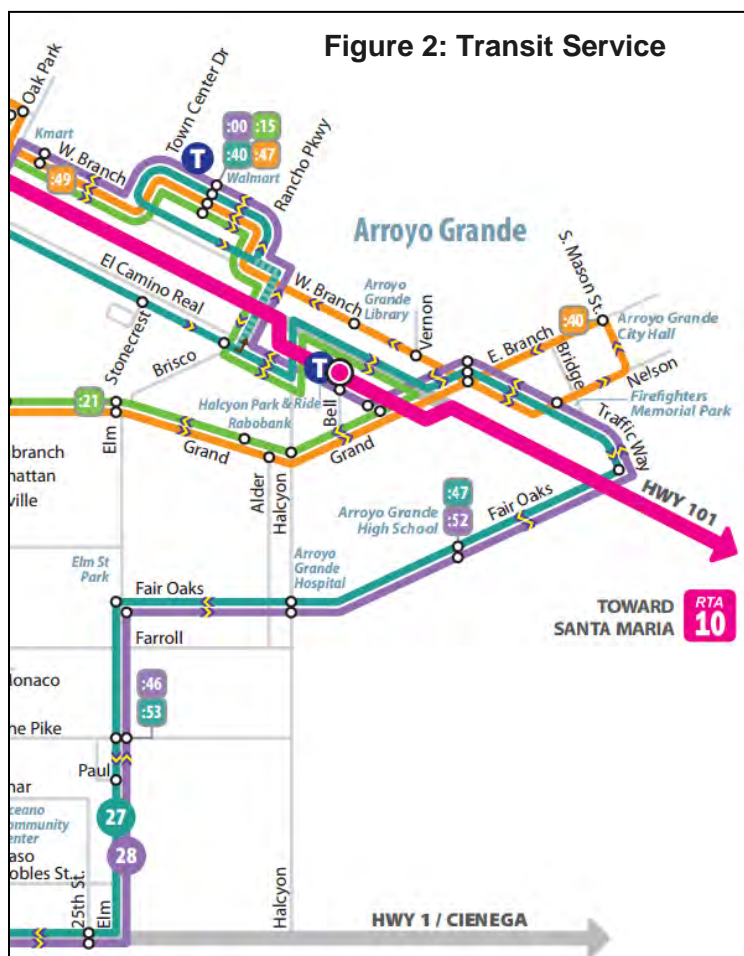 Figure 2: Transit Service
Oak Park
Town Center Dr
:00 :15
:40 :47
T
Kmart
W. Branch
Walmart
Rancho Pkwy
:49
Arroyo Grande
El Camino Real
S. Mason St.
W. Branch
Arroyo
Grande
Library
Vernon
E. Branch
:40
Arroyo Grande
City Hall
Stonecrest
Brisco
T
Bridge
Nelson
:21
Halcyon Park & Ride
Rabobank
Bell
Firefighters
Memorial Park
Elm
Grand
Grand
Traffic Way
branch
hattan
ville
Alder
Halcyon
:47
:52
Arroyo Grande
High School
Fair Oaks
HWY 101
Elm St
Park
Arroyo
Grande
Hospital
Fair Oaks
TOWARD
SANTA MARIA
RTA
10
Farroll
:46
:53
onaco
ne Pike
Paul
nar
27
ceano
ommunity
enter
aso
obles St.
28
25th St.
Elm
Halcyon
HWY 1 / CIENEGA